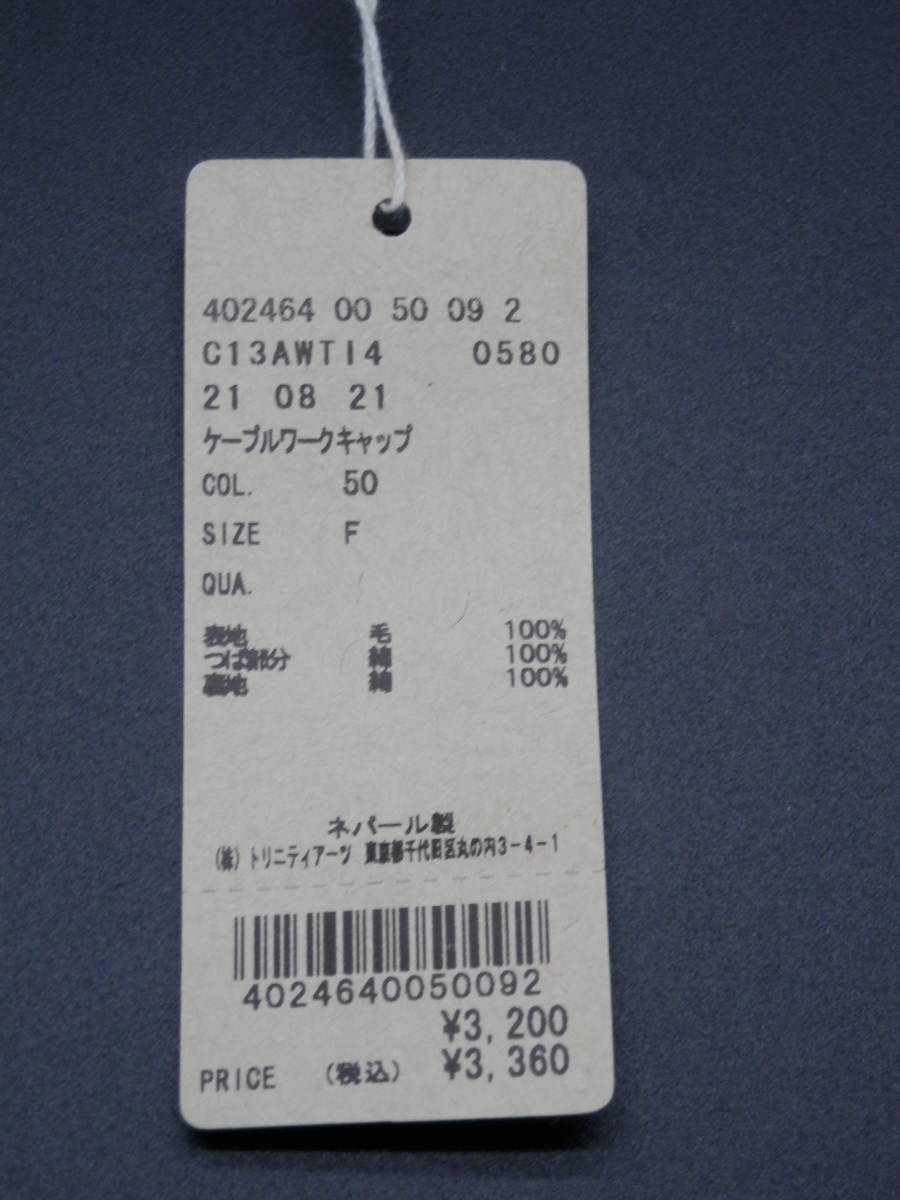 402464 00 50 09 2
C13AWTI4 0580
21 08 21
ケーブルワークキャップ
COL. 50
SIZE F
QUA.
表地 毛 100%
つば部分 綿 100%
裏地 綿 100%
ネパール製
(株)トリニティアーツ 東京都千代田区丸の内3-4-1
4024640050092
¥3,200
PRICE (税込) ¥3,360